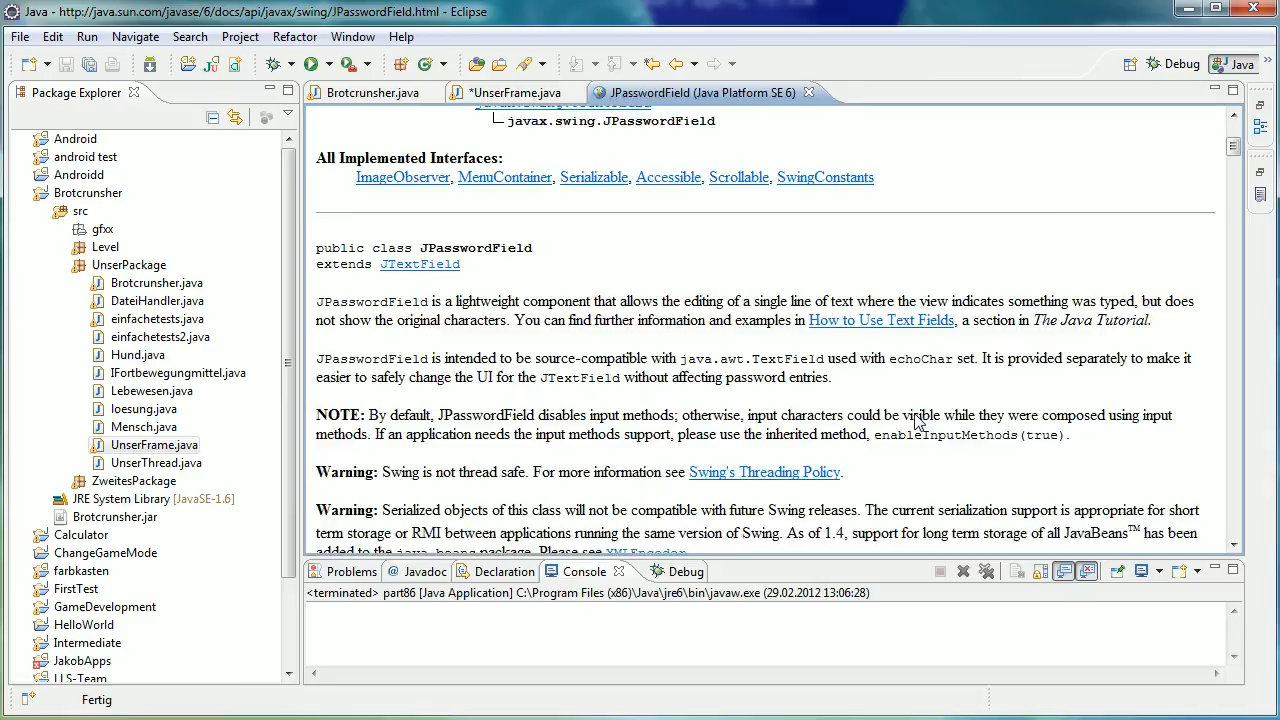 Java - http://java.sun.com/javase/6/docs/api/javax/swing/JPasswordField.html - Eclipse
File Edit Run Navigate Search Project Refactor Window Help
Debug Java
Package Explorer
Brotcrunsher.java *UnserFrame.java JPasswordField (Java Platform SE 6)
Android
android test
Androidd
Brotcrunsher
src
gfxx
Level
UnserPackage
Brotcrunsher.java
DateiHandler.java
einfachetests.java
einfachetests2.java
Hund.java
IFortbewegungmittel.java
Lebewesen.java
loesung.java
Mensch.java
UnserFrame.java
UnserThread.java
ZweitesPackage
JRE System Library [JavaSE-1.6]
Brotcrunsher.jar
Calculator
ChangeGameMode
farbkasten
FirstTest
GameDevelopment
HelloWorld
Intermediate
JakobApps
LLS-Team
javax.swing.JPasswordField
All Implemented Interfaces:
ImageObserver, MenuContainer, Serializable, Accessible, Scrollable, SwingConstants
public class JPasswordField
extends JTextField
JPasswordField is a lightweight component that allows the editing of a single line of text where the view indicates something was typed, but does
not show the original characters. You can find further information and examples in How to Use Text Fields, a section in The Java Tutorial.
JPasswordField is intended to be source-compatible with java.awt.TextField used with echoChar set. It is provided separately to make it
easier to safely change the UI for the JTextField without affecting password entries.
NOTE: By default, JPasswordField disables input methods; otherwise, input characters could be visible while they were composed using input
methods. If an application needs the input methods support, please use the inherited method, enableInputMethods(true).
Warning: Swing is not thread safe. For more information see Swing's Threading Policy.
Warning: Serialized objects of this class will not be compatible with future Swing releases. The current serialization support is appropriate for short
term storage or RMI between applications running the same version of Swing. As of 1.4, support for long term storage of all JavaBeans™ has been
added to the java.beans package. Please see XMLEncoder.
Problems Javadoc Declaration Console Debug
<terminated> part86 [Java Application] C:\Program Files (x86)\Java\jre6\bin\javaw.exe (29.02.2012 13:06:28)
Fertig